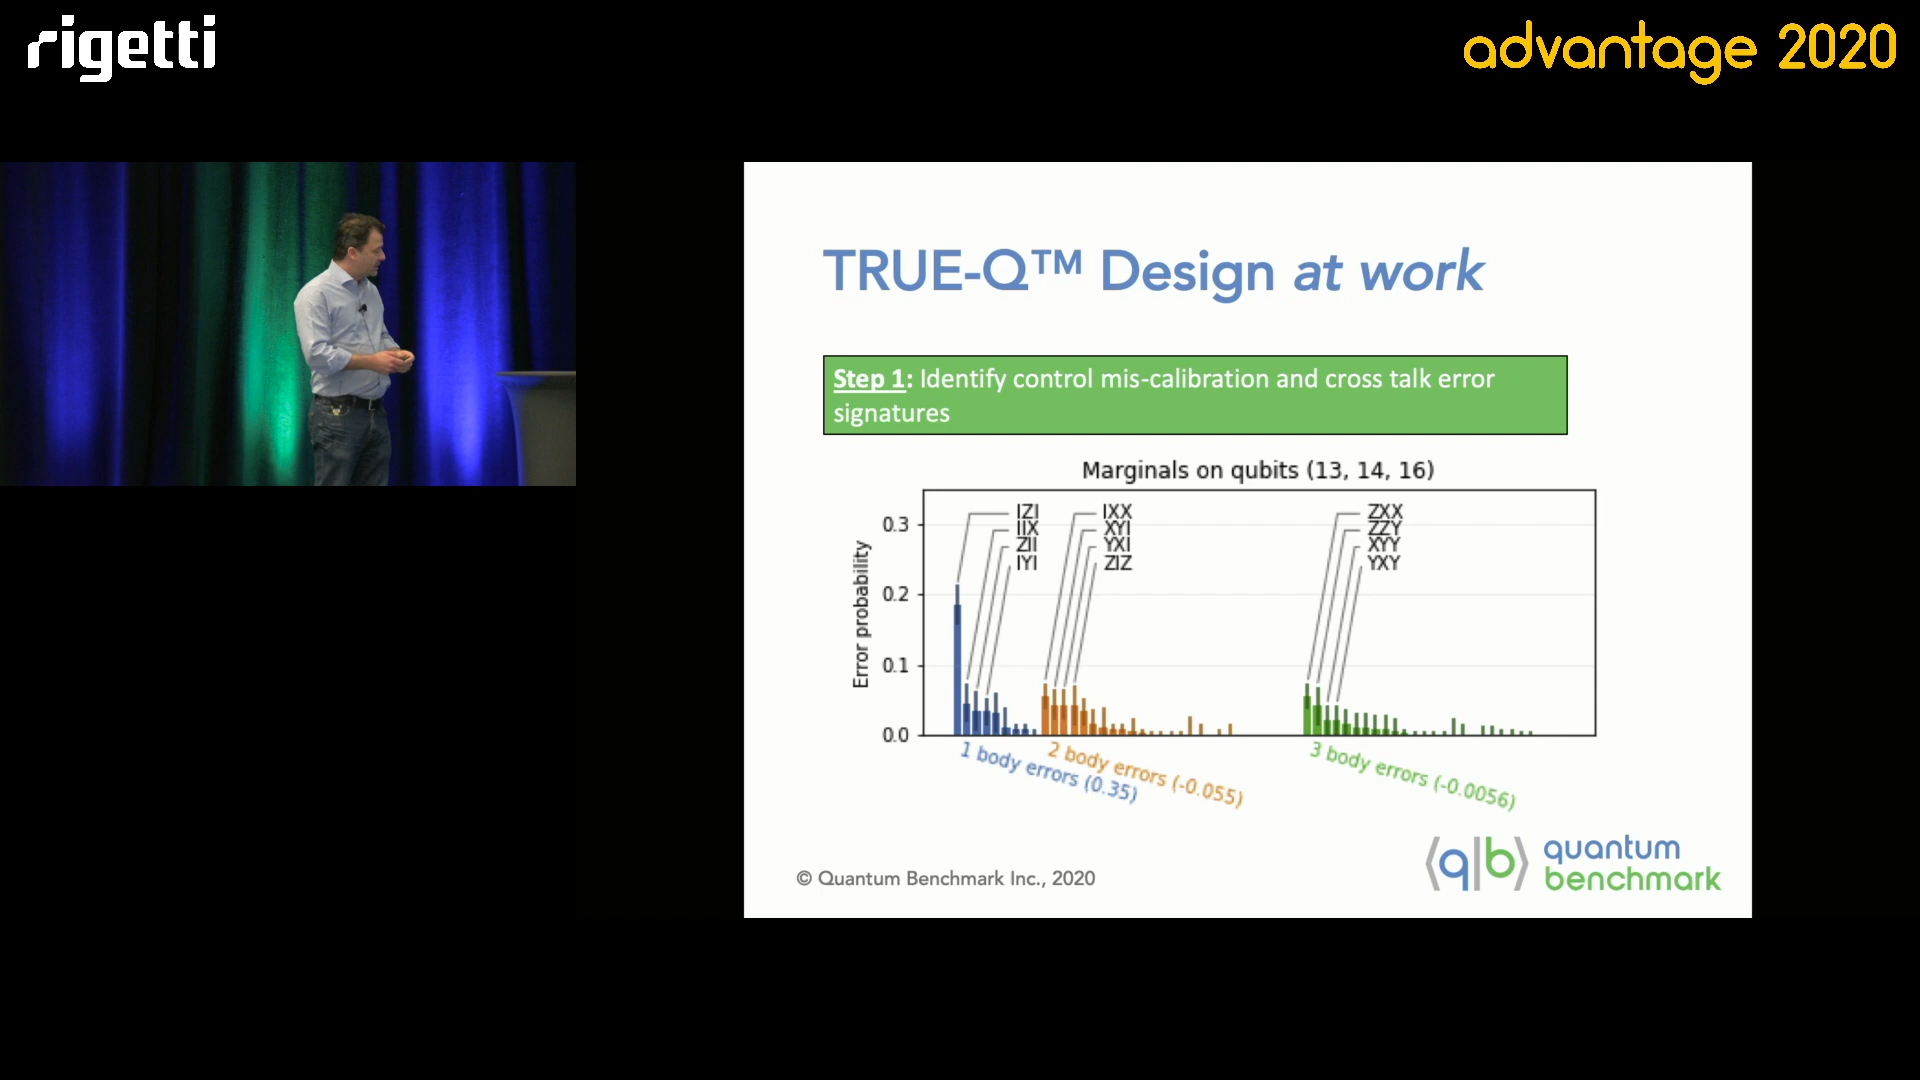 rigetti
advantage 2020
TRUE-Q™ Design at work
Step 1: Identify control mis-calibration and cross talk error
signatures
Marginals on qubits (13, 14, 16)
Error probability
0.3
0.2
0.1
0.0
IZI
IIX
ZII
IYI
IXX
XYI
YXI
ZIZ
ZXX
ZZY
XYY
YXY
1 body errors (0.35)
2 body errors (-0.055)
3 body errors (-0.0056)
© Quantum Benchmark Inc., 2020
⟨q|b⟩ quantum
benchmark